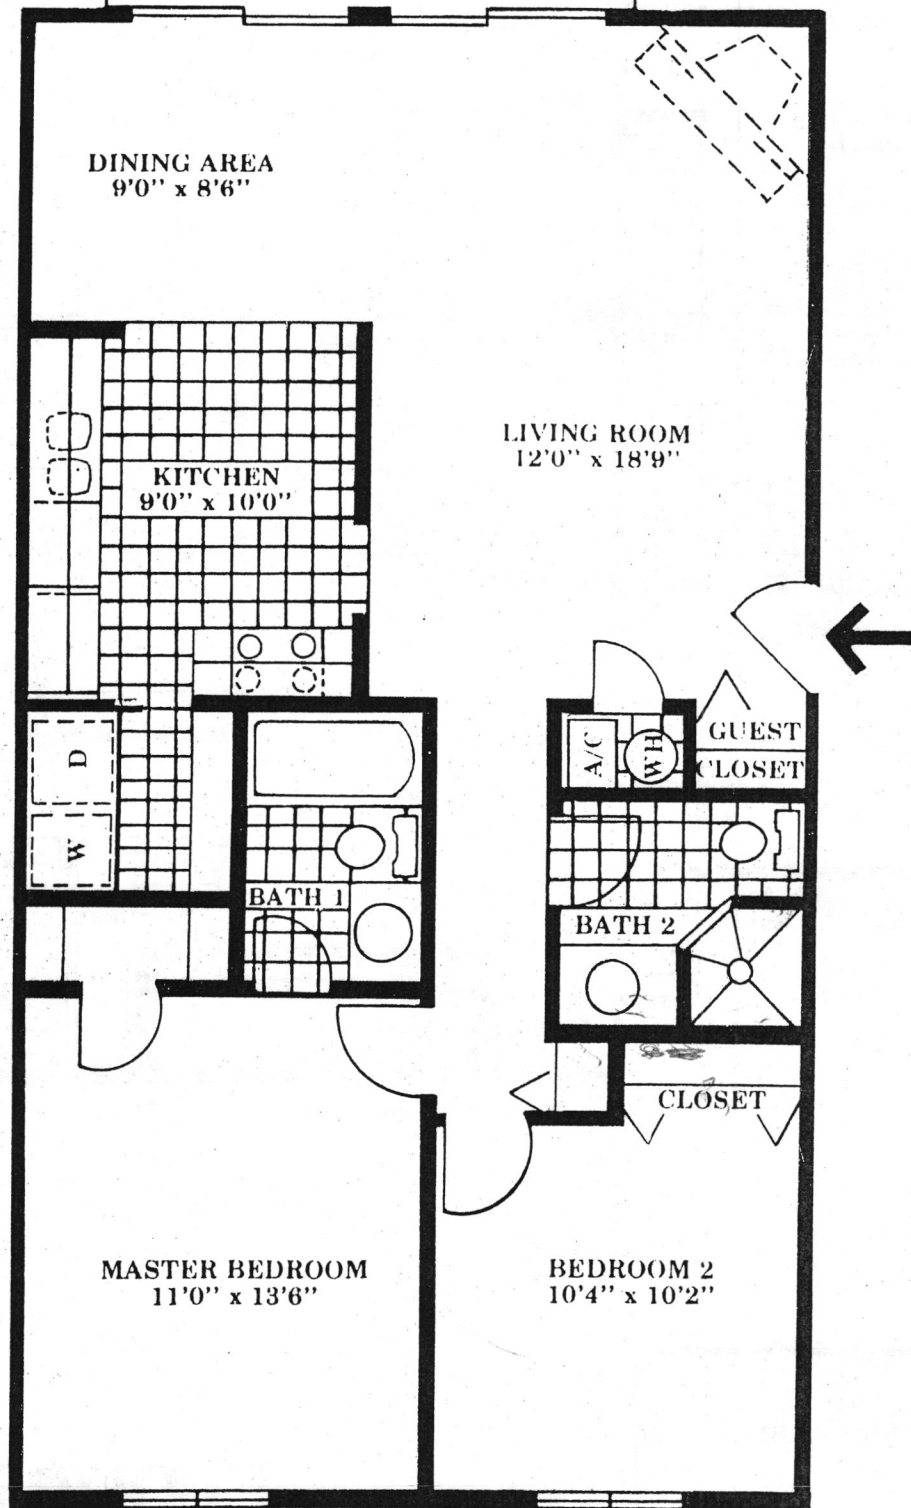 DINING AREA
9'0" x 8'6"
LIVING ROOM
12'0" x 18'9"
KITCHEN
9'0" x 10'0"
GUEST
CLOSET
A/C
WH
D
W
BATH 1
BATH 2
CLOSET
MASTER BEDROOM
11'0" x 13'6"
BEDROOM 2
10'4" x 10'2"